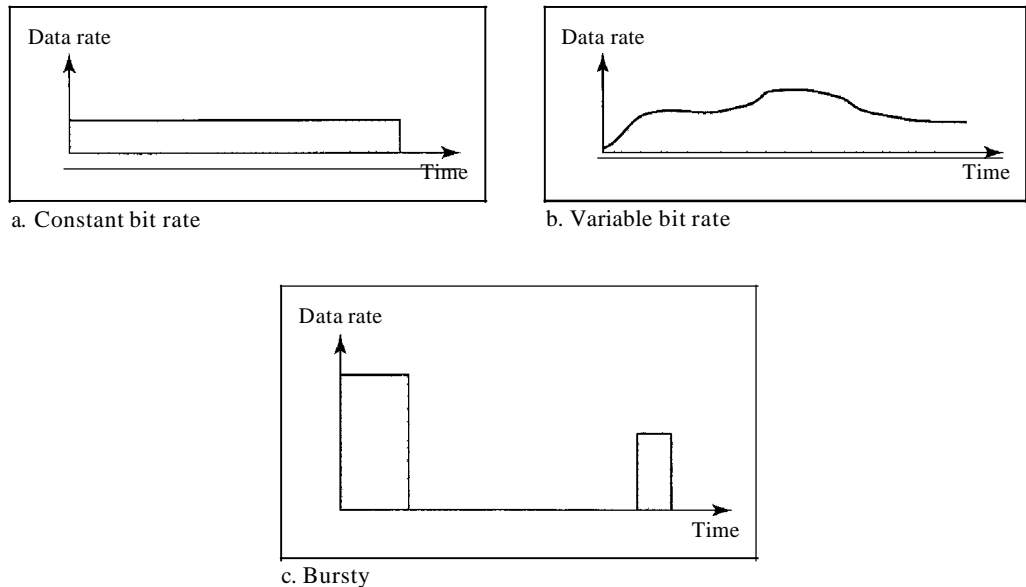 Data rate
Time
a. Constant bit rate
Data rate
Time
b. Variable bit rate
Data rate
Time
c. Bursty